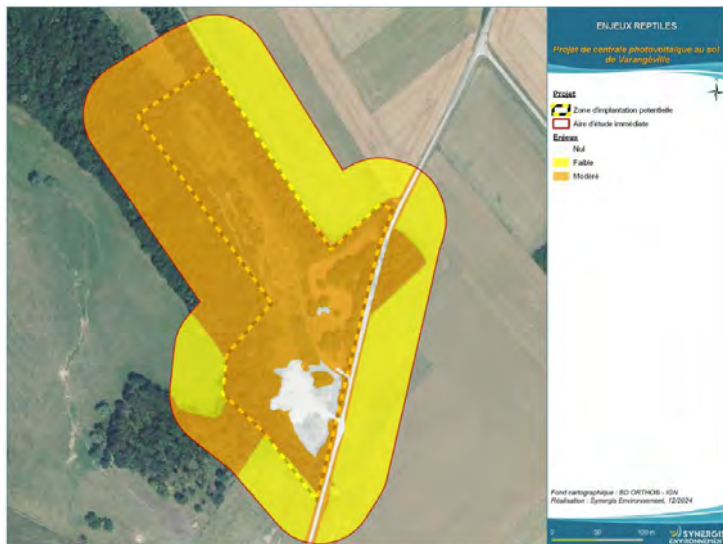 ENJEUX REPTILES
Projet de centrale photovoltaïque au sol
de Varangéville
Projet
Zone d'implantation potentielle
Aire d'étude immédiate
Enjeux
Nul
Faible
Modéré
Fond cartographique : BD ORTHO® - IGN
Réalisation : Synergis Environnement, 12/2024
0 50 100 m
SYNERGIS
ENVIRONNEMENT